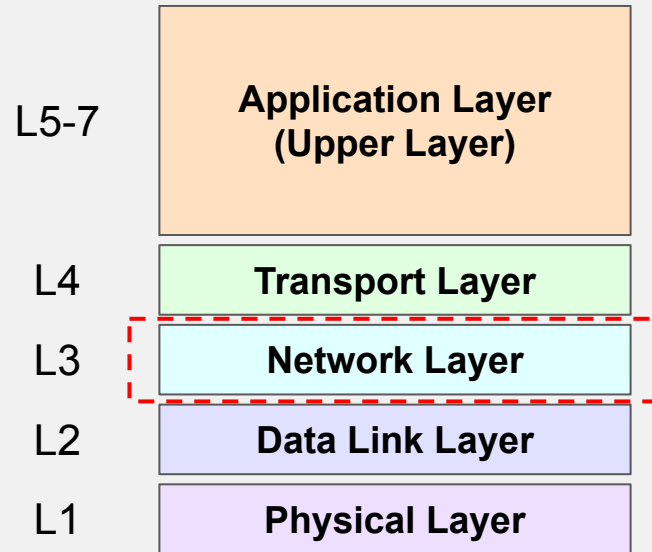 L5-7
Application Layer
(Upper Layer)
L4
Transport Layer
L3
Network Layer
L2
Data Link Layer
L1
Physical Layer